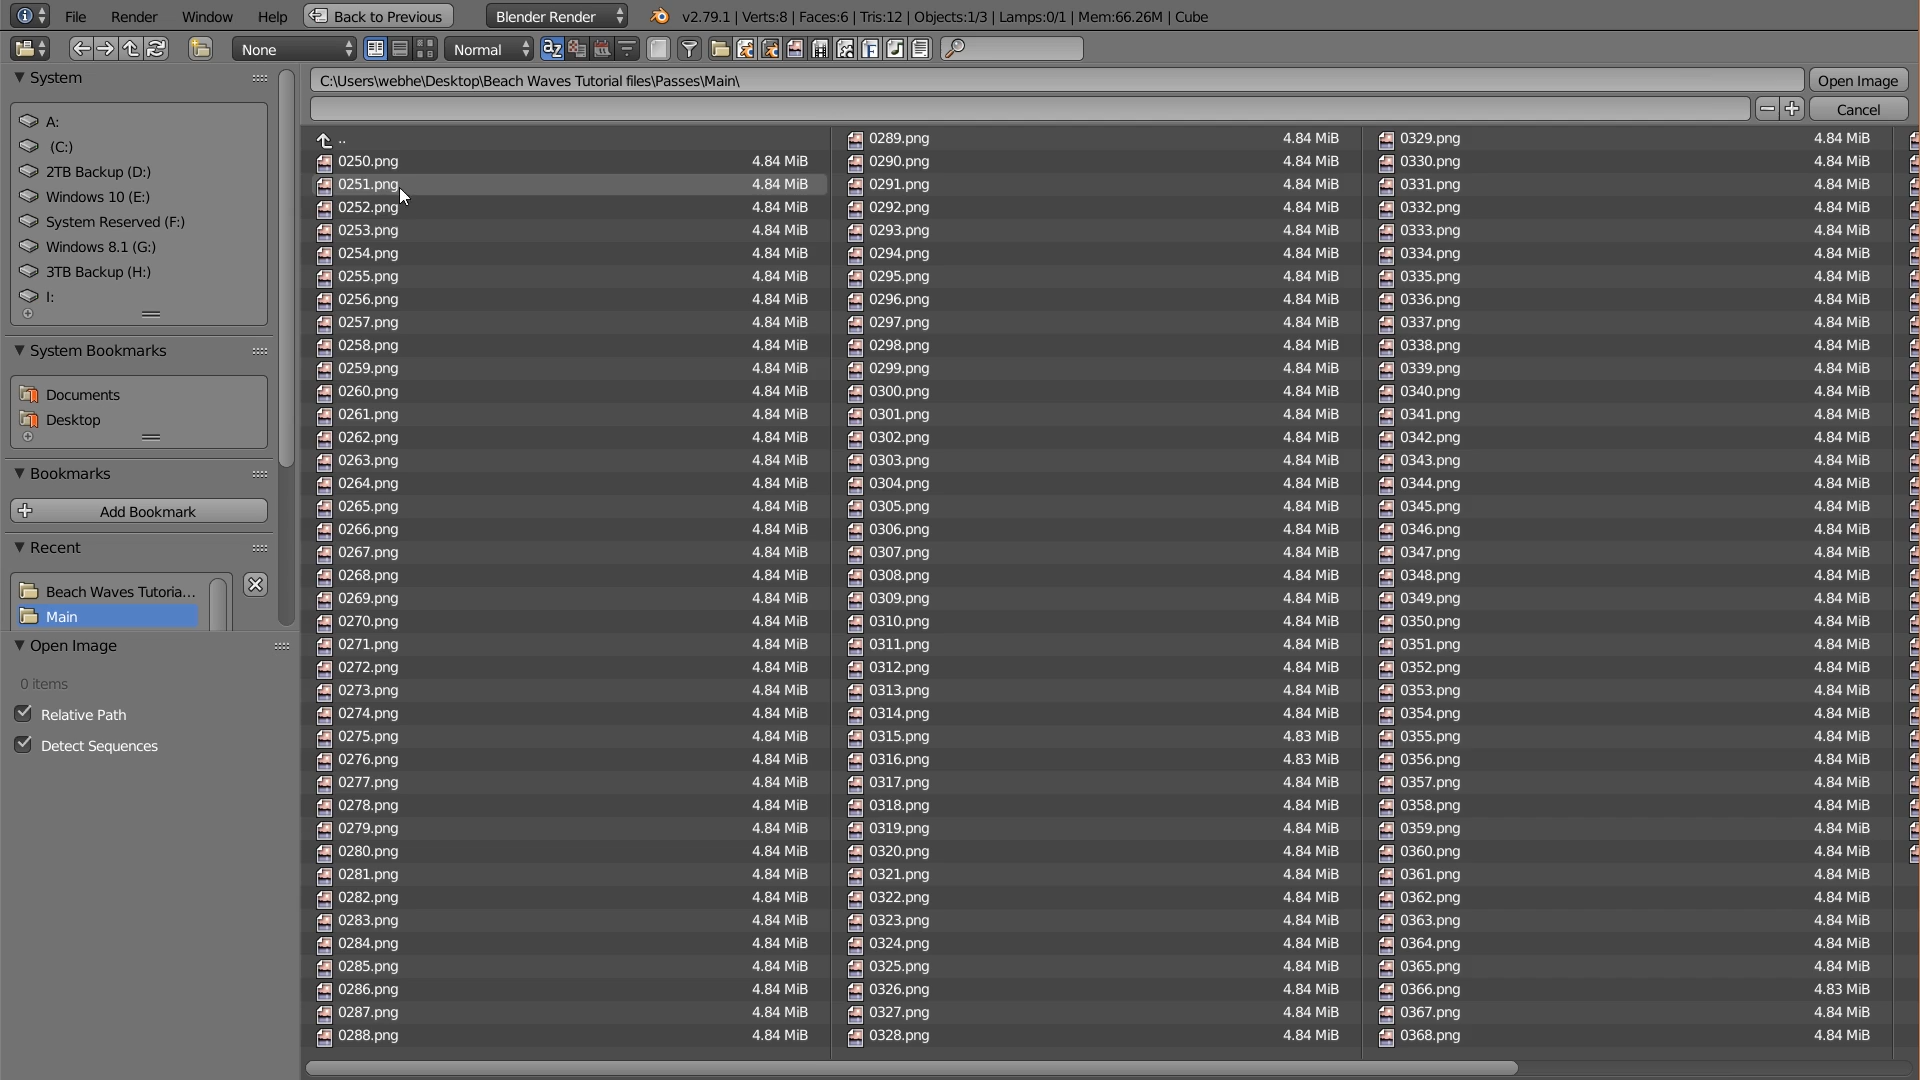 File Render Window Help Back to Previous Blender Render v2.79.1 | Verts:8 | Faces:6 | Tris:12 | Objects:1/3 | Lamps:0/1 | Mem:66.26M | Cube
None Normal
System
A:
(C:)
2TB Backup (D:)
Windows 10 (E:)
System Reserved (F:)
Windows 8.1 (G:)
3TB Backup (H:)
I:
System Bookmarks
Documents
Desktop
Bookmarks
Add Bookmark
Recent
Beach Waves Tutoria...
Main
Open Image
0 items
Relative Path
Detect Sequences
C:\Users\webhe\Desktop\Beach Waves Tutorial files\Passes\Main\ Open Image
Cancel
..
0250.png 4.84 MiB
0251.png 4.84 MiB
0252.png 4.84 MiB
0253.png 4.84 MiB
0254.png 4.84 MiB
0255.png 4.84 MiB
0256.png 4.84 MiB
0257.png 4.84 MiB
0258.png 4.84 MiB
0259.png 4.84 MiB
0260.png 4.84 MiB
0261.png 4.84 MiB
0262.png 4.84 MiB
0263.png 4.84 MiB
0264.png 4.84 MiB
0265.png 4.84 MiB
0266.png 4.84 MiB
0267.png 4.84 MiB
0268.png 4.84 MiB
0269.png 4.84 MiB
0270.png 4.84 MiB
0271.png 4.84 MiB
0272.png 4.84 MiB
0273.png 4.84 MiB
0274.png 4.84 MiB
0275.png 4.84 MiB
0276.png 4.84 MiB
0277.png 4.84 MiB
0278.png 4.84 MiB
0279.png 4.84 MiB
0280.png 4.84 MiB
0281.png 4.84 MiB
0282.png 4.84 MiB
0283.png 4.84 MiB
0284.png 4.84 MiB
0285.png 4.84 MiB
0286.png 4.84 MiB
0287.png 4.84 MiB
0288.png 4.84 MiB
0289.png 4.84 MiB
0290.png 4.84 MiB
0291.png 4.84 MiB
0292.png 4.84 MiB
0293.png 4.84 MiB
0294.png 4.84 MiB
0295.png 4.84 MiB
0296.png 4.84 MiB
0297.png 4.84 MiB
0298.png 4.84 MiB
0299.png 4.84 MiB
0300.png 4.84 MiB
0301.png 4.84 MiB
0302.png 4.84 MiB
0303.png 4.84 MiB
0304.png 4.84 MiB
0305.png 4.84 MiB
0306.png 4.84 MiB
0307.png 4.84 MiB
0308.png 4.84 MiB
0309.png 4.84 MiB
0310.png 4.84 MiB
0311.png 4.84 MiB
0312.png 4.84 MiB
0313.png 4.84 MiB
0314.png 4.84 MiB
0315.png 4.83 MiB
0316.png 4.83 MiB
0317.png 4.84 MiB
0318.png 4.84 MiB
0319.png 4.84 MiB
0320.png 4.84 MiB
0321.png 4.84 MiB
0322.png 4.84 MiB
0323.png 4.84 MiB
0324.png 4.84 MiB
0325.png 4.84 MiB
0326.png 4.84 MiB
0327.png 4.84 MiB
0328.png 4.84 MiB
0329.png 4.84 MiB
0330.png 4.84 MiB
0331.png 4.84 MiB
0332.png 4.84 MiB
0333.png 4.84 MiB
0334.png 4.84 MiB
0335.png 4.84 MiB
0336.png 4.84 MiB
0337.png 4.84 MiB
0338.png 4.84 MiB
0339.png 4.84 MiB
0340.png 4.84 MiB
0341.png 4.84 MiB
0342.png 4.84 MiB
0343.png 4.84 MiB
0344.png 4.84 MiB
0345.png 4.84 MiB
0346.png 4.84 MiB
0347.png 4.84 MiB
0348.png 4.84 MiB
0349.png 4.84 MiB
0350.png 4.84 MiB
0351.png 4.84 MiB
0352.png 4.84 MiB
0353.png 4.84 MiB
0354.png 4.84 MiB
0355.png 4.84 MiB
0356.png 4.84 MiB
0357.png 4.84 MiB
0358.png 4.84 MiB
0359.png 4.84 MiB
0360.png 4.84 MiB
0361.png 4.84 MiB
0362.png 4.84 MiB
0363.png 4.84 MiB
0364.png 4.84 MiB
0365.png 4.84 MiB
0366.png 4.83 MiB
0367.png 4.84 MiB
0368.png 4.84 MiB